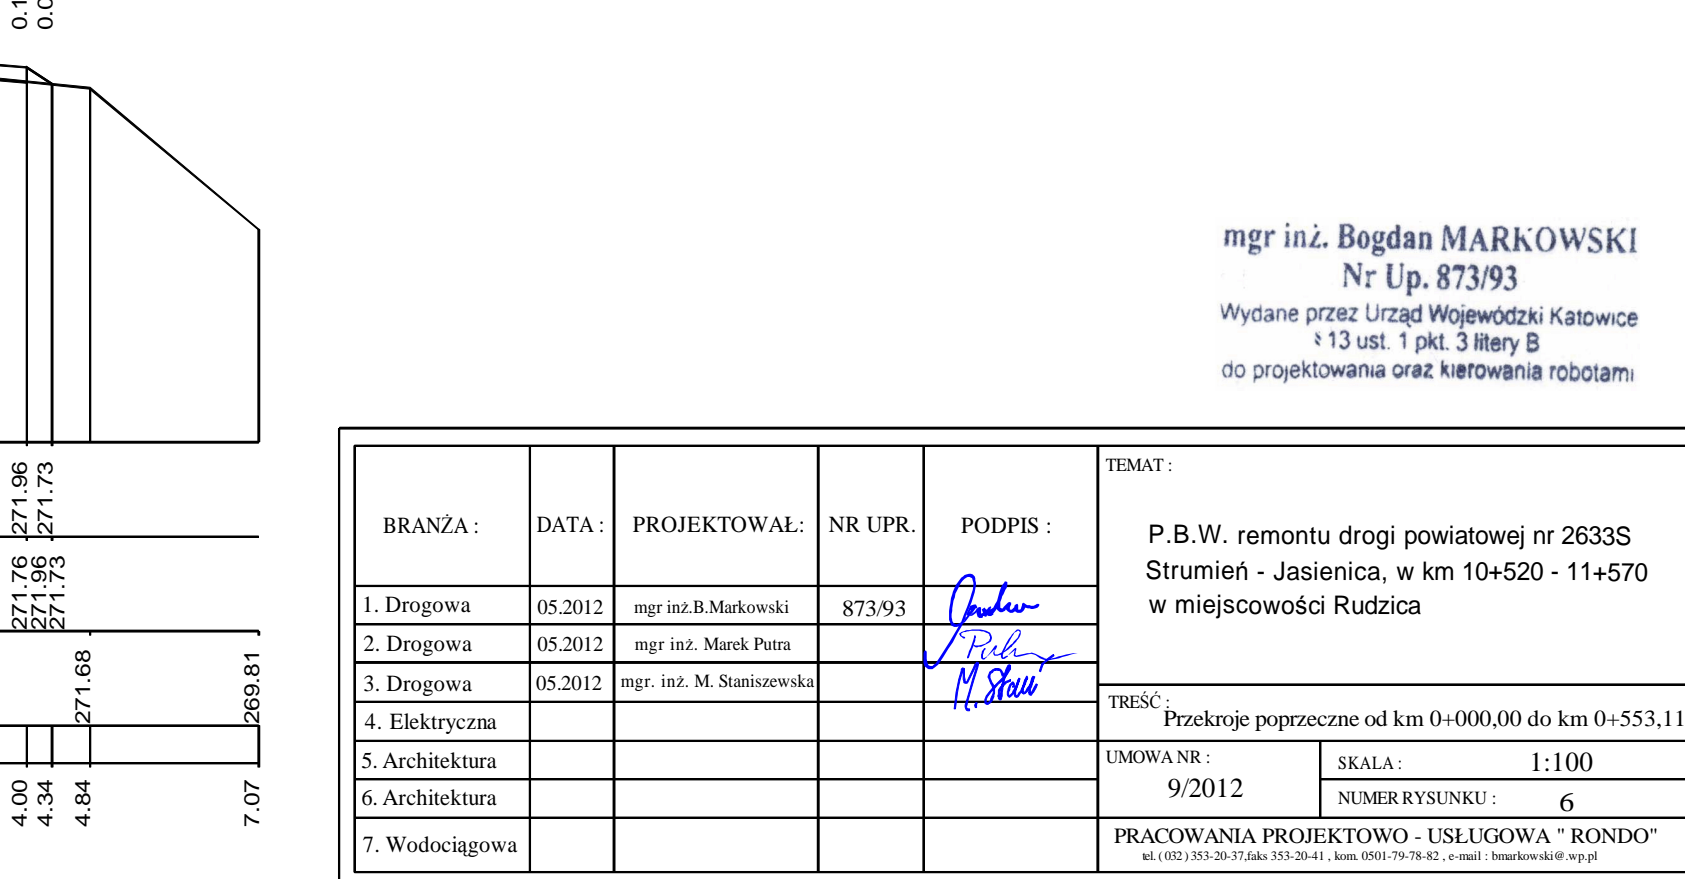 271.96
271.73
271.76
271.96
271.73
271.68
269.81
4.00
4.34
4.84
7.07
mgr inż. Bogdan MARKOWSKI
Nr Up. 873/93
Wydane przez Urząd Wojewódzki Katowice
§ 13 ust. 1 pkt. 3 litery B
do projektowania oraz kierowania robotami
BRANŻA : DATA : PROJEKTOWAŁ: NR UPR. PODPIS :
1. Drogowa 05.2012 mgr inż.B.Markowski 873/93
2. Drogowa 05.2012 mgr inż. Marek Putra
3. Drogowa 05.2012 mgr. inż. M. Staniszewska
4. Elektryczna
5. Architektura
6. Architektura
7. Wodociągowa
TEMAT :
P.B.W. remontu drogi powiatowej nr 2633S
Strumień - Jasienica, w km 10+520 - 11+570
w miejscowości Rudzica
TREŚĆ :
Przekroje poprzeczne od km 0+000,00 do km 0+553,11
UMOWA NR :
9/2012
SKALA : 1:100
NUMER RYSUNKU : 6
PRACOWANIA PROJEKTOWO - USŁUGOWA " RONDO"
tel. ( 032 ) 353-20-37,faks 353-20-41 , kom. 0501-79-78-82 , e-mail : bmarkowski@.wp.pl